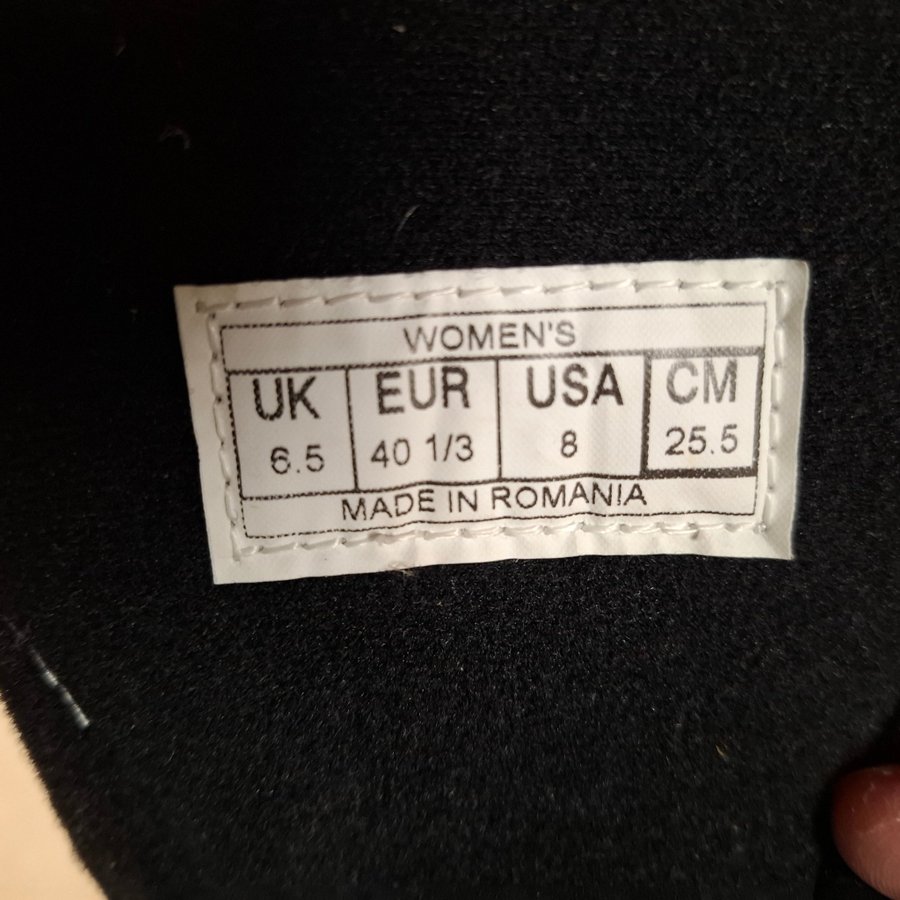 WOMEN'S
UK EUR USA CM
6.5 40 1/3 8 25.5
MADE IN ROMANIA